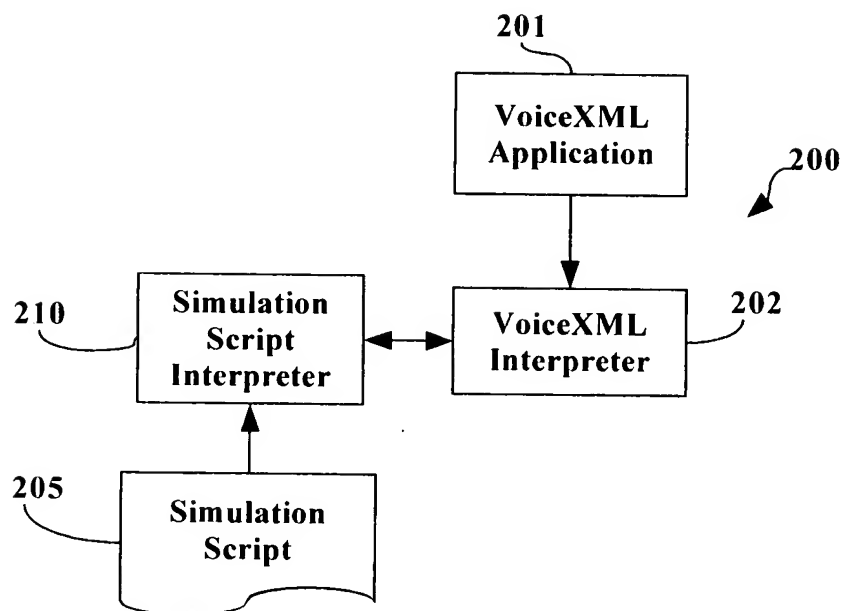 201
VoiceXML
Application
200
210
Simulation
Script
Interpreter
VoiceXML
Interpreter
202
205
Simulation
Script